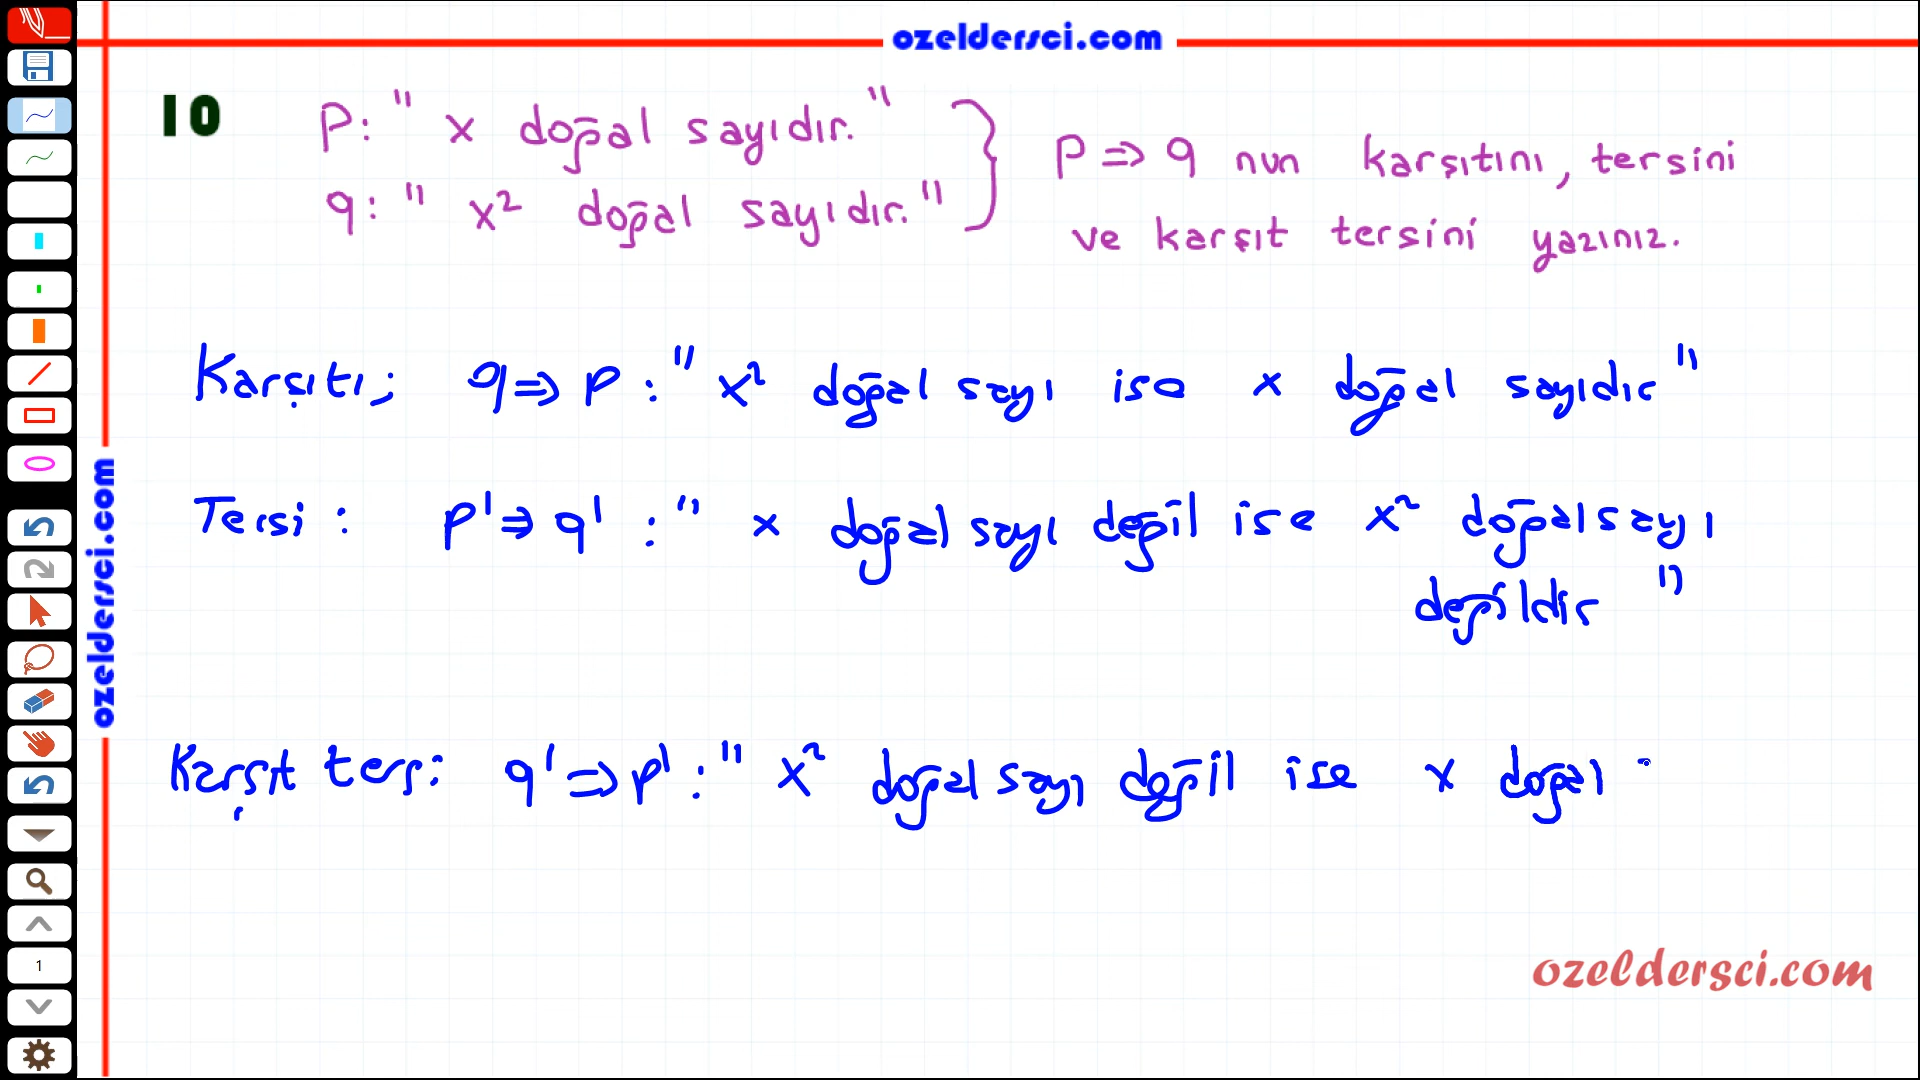 ozeldersci.com
10 p: " x doğal sayıdır. "
q: " x² doğal sayıdır. "
p ⇒ q nun karşıtını, tersini
ve karşıt tersini yazınız.
Karşıtı; q ⇒ p : " x² doğal sayı ise x doğal sayıdır "
Tersi : p' ⇒ q' : " x doğal sayı değil ise x² doğal sayı
değildir "
Karşıt ters: q' ⇒ p' : " x² doğal sayı değil ise x doğal
ozeldersci.com
ozeldersci.com
1